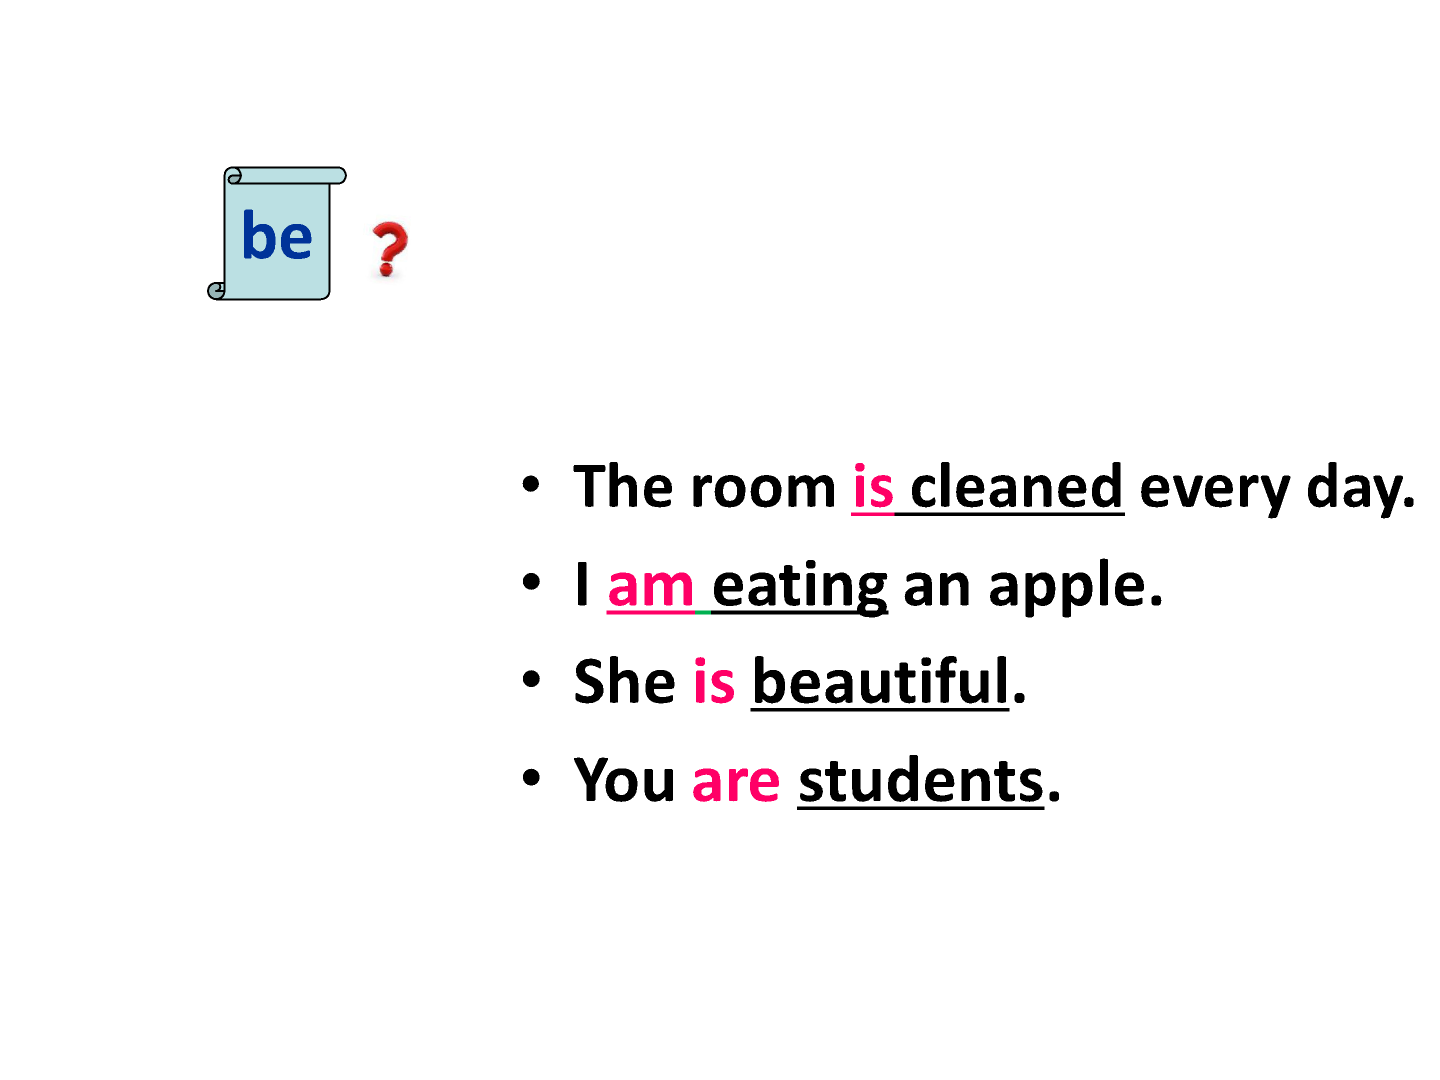 be
• The room is cleaned every day.
• I am eating an apple.
• She is beautiful.
• You are students.